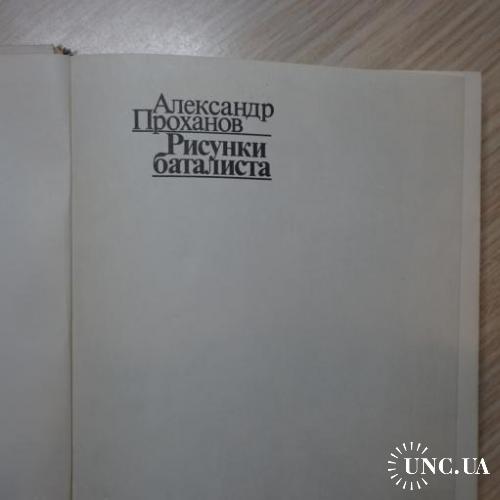 Александр
Проханов
Рисунки
баталиста
UNC.UA